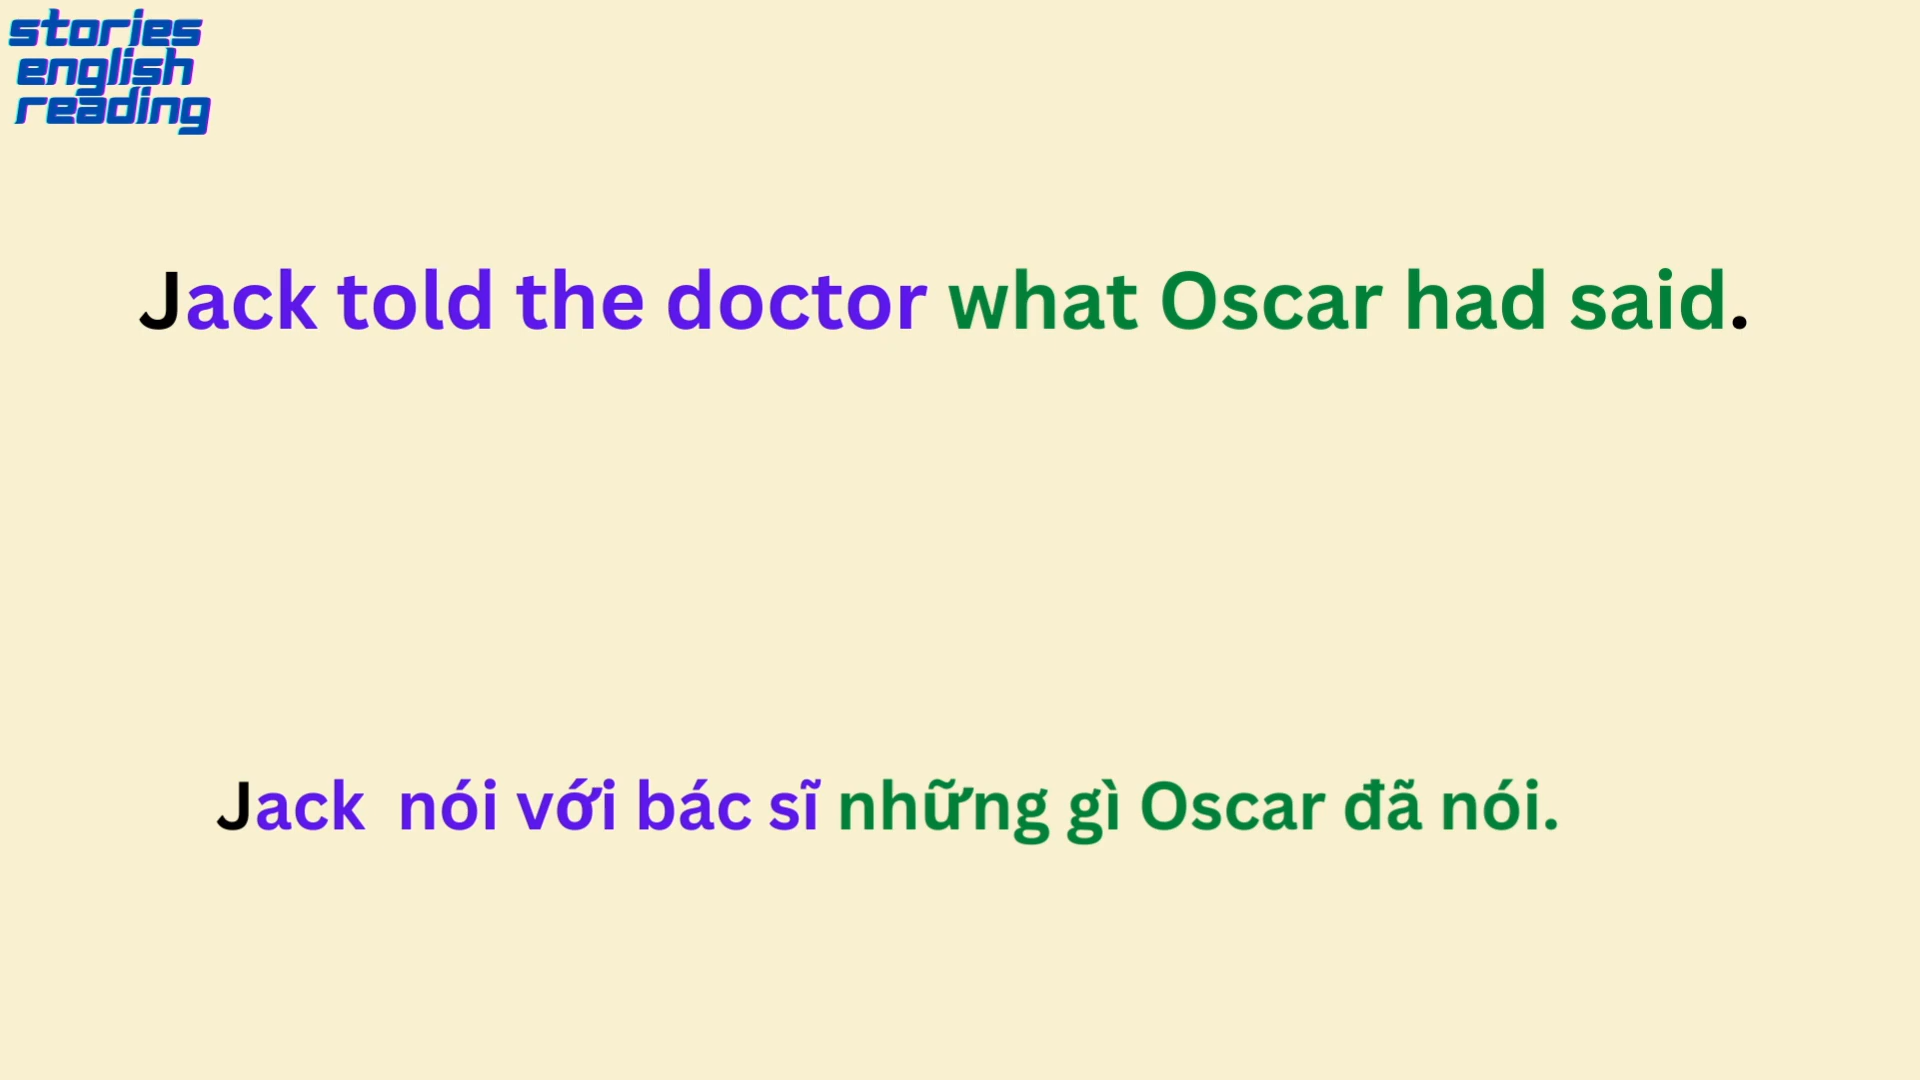 stories
english
reading
Jack told the doctor what Oscar had said.
Jack nói với bác sĩ những gì Oscar đã nói.